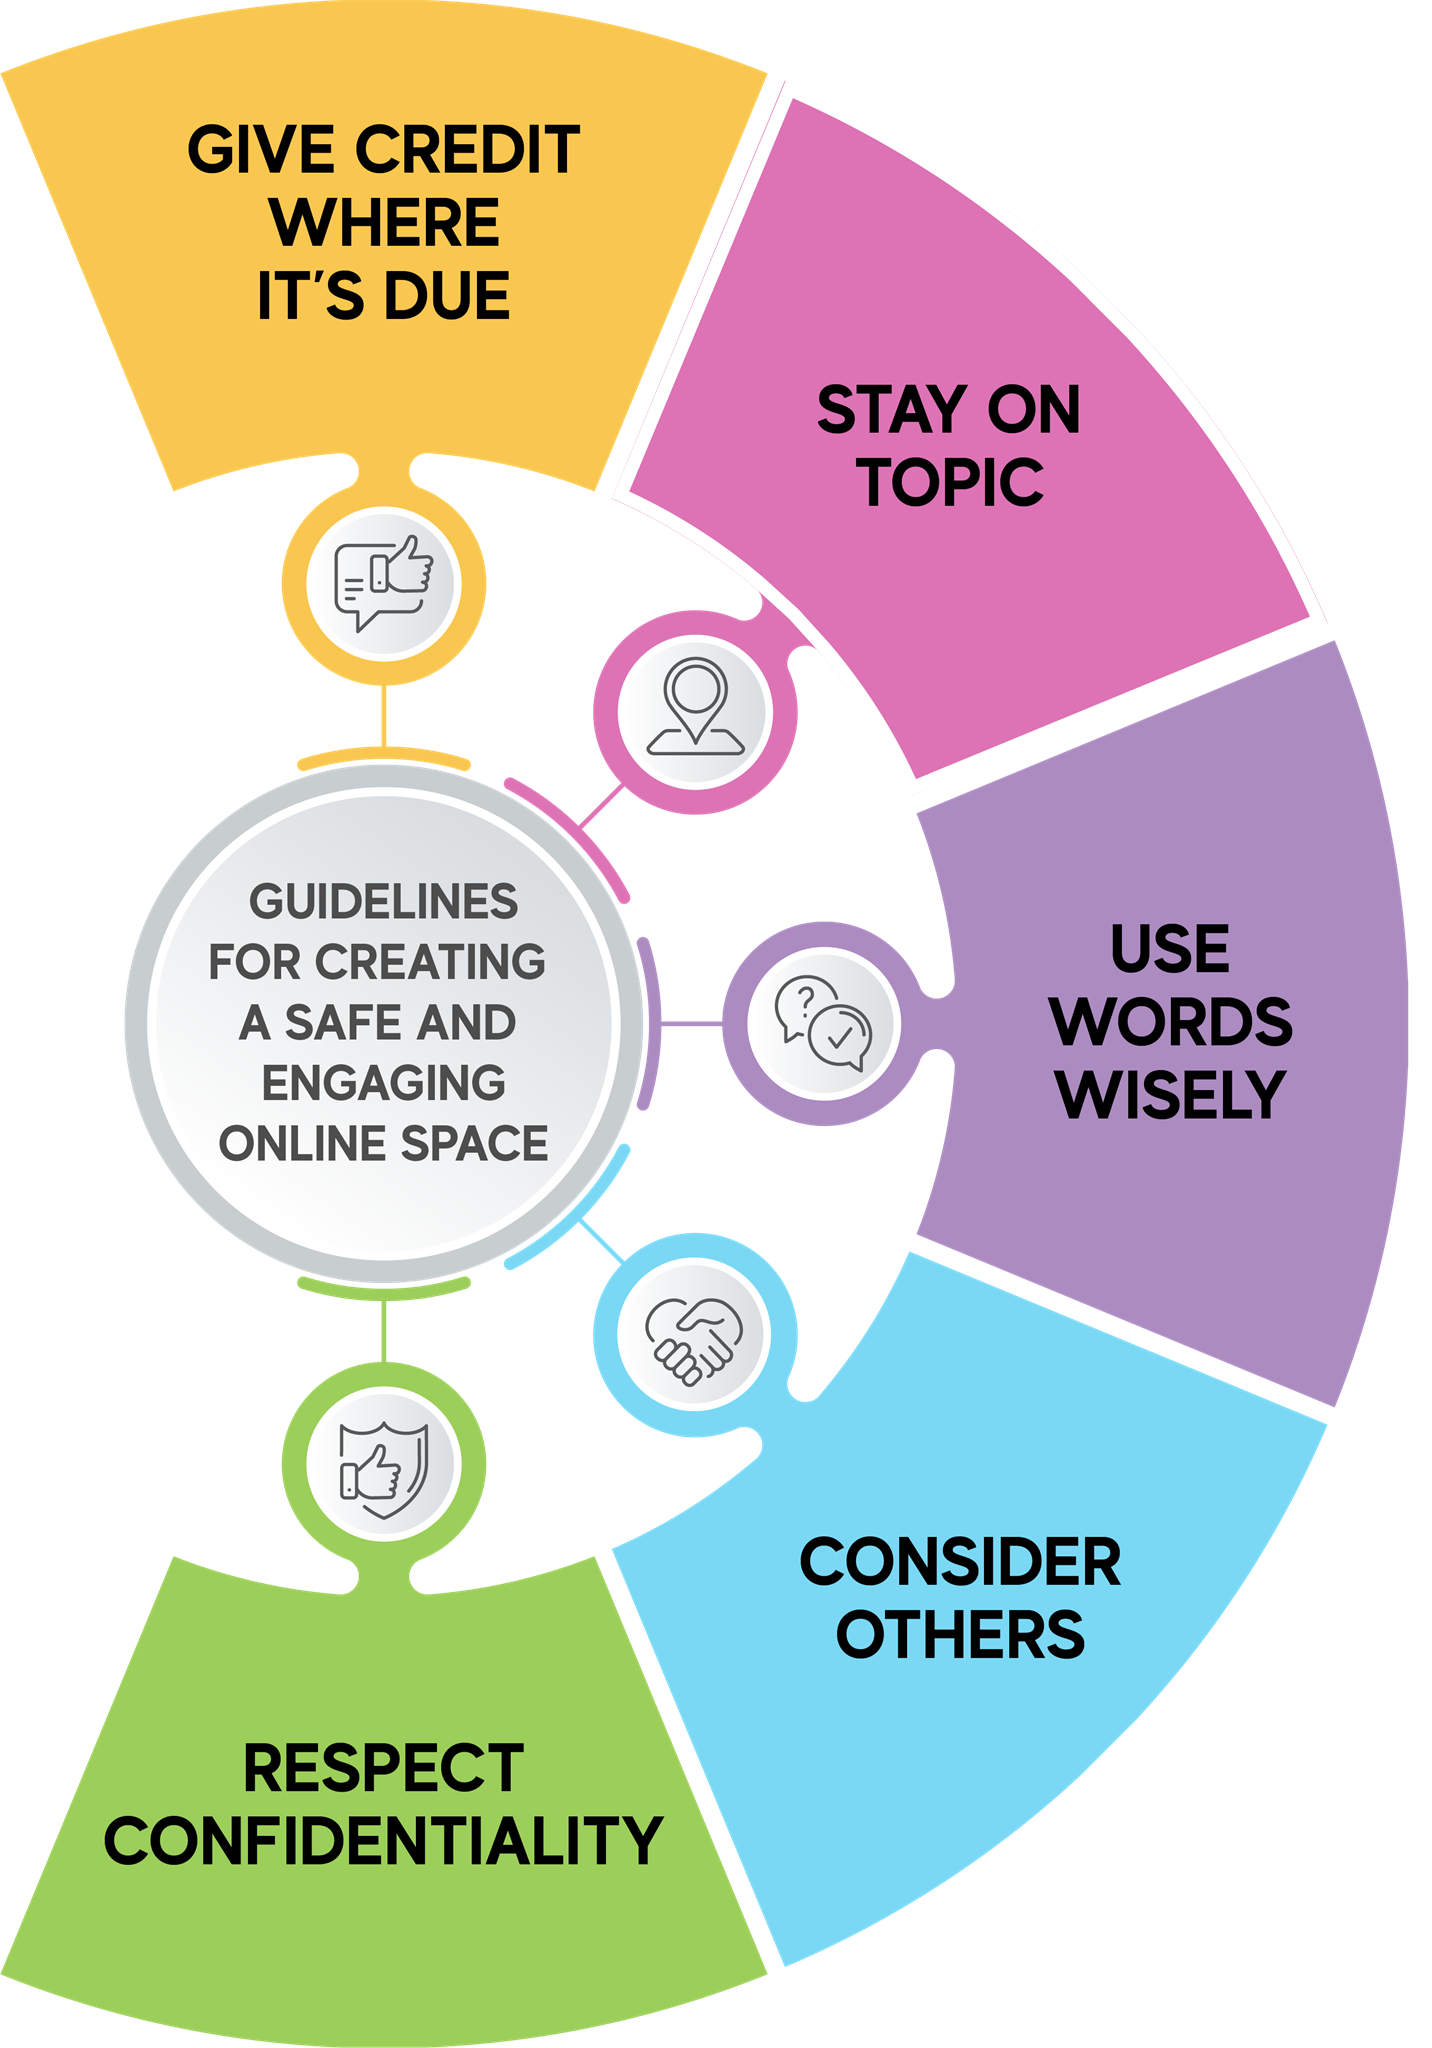 GIVE CREDIT
WHERE
IT'S DUE
STAY ON
TOPIC
USE
WORDS
WISELY
CONSIDER
OTHERS
RESPECT
CONFIDENTIALITY
GUIDELINES
FOR CREATING
A SAFE AND
ENGAGING
ONLINE SPACE